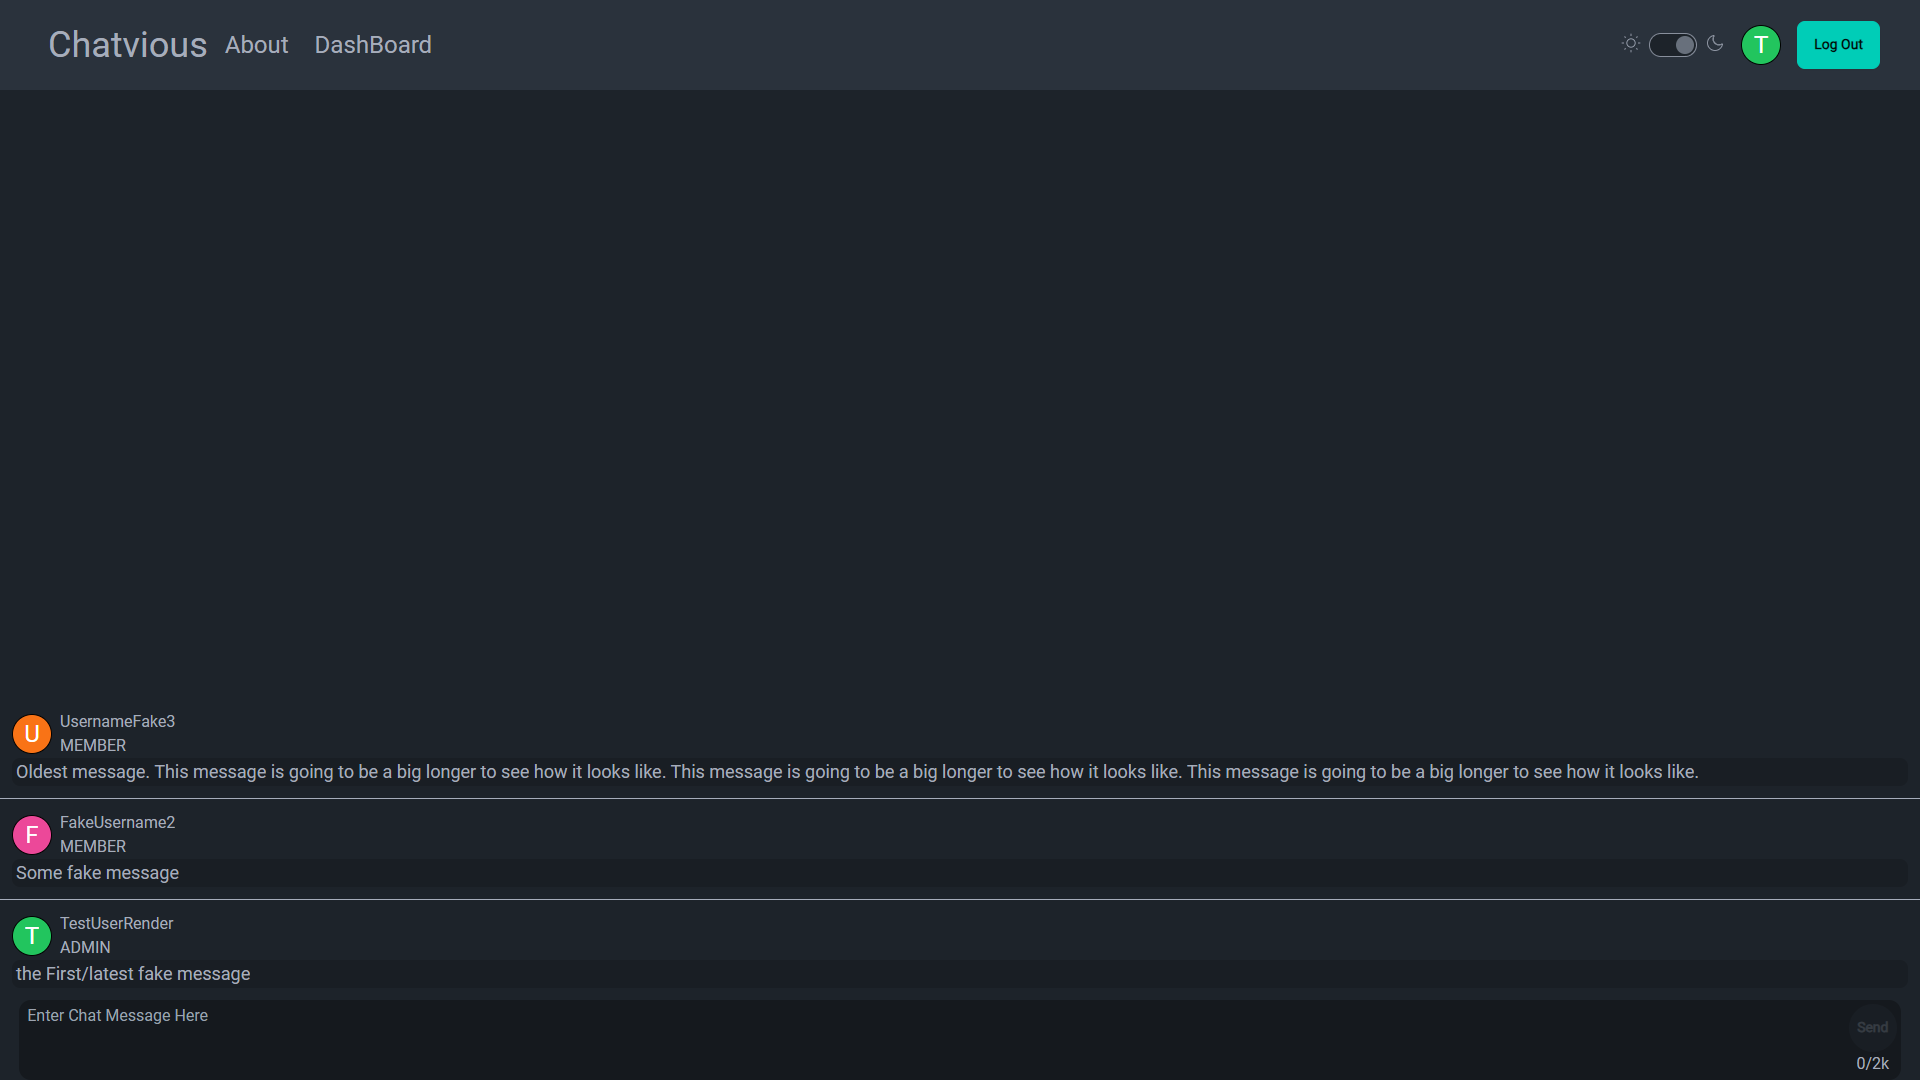 Chatvious About DashBoard T Log Out
U UsernameFake3
MEMBER
Oldest message. This message is going to be a big longer to see how it looks like. This message is going to be a big longer to see how it looks like. This message is going to be a big longer to see how it looks like.
F FakeUsername2
MEMBER
Some fake message
T TestUserRender
ADMIN
the First/latest fake message
Enter Chat Message Here
Send
0/2k